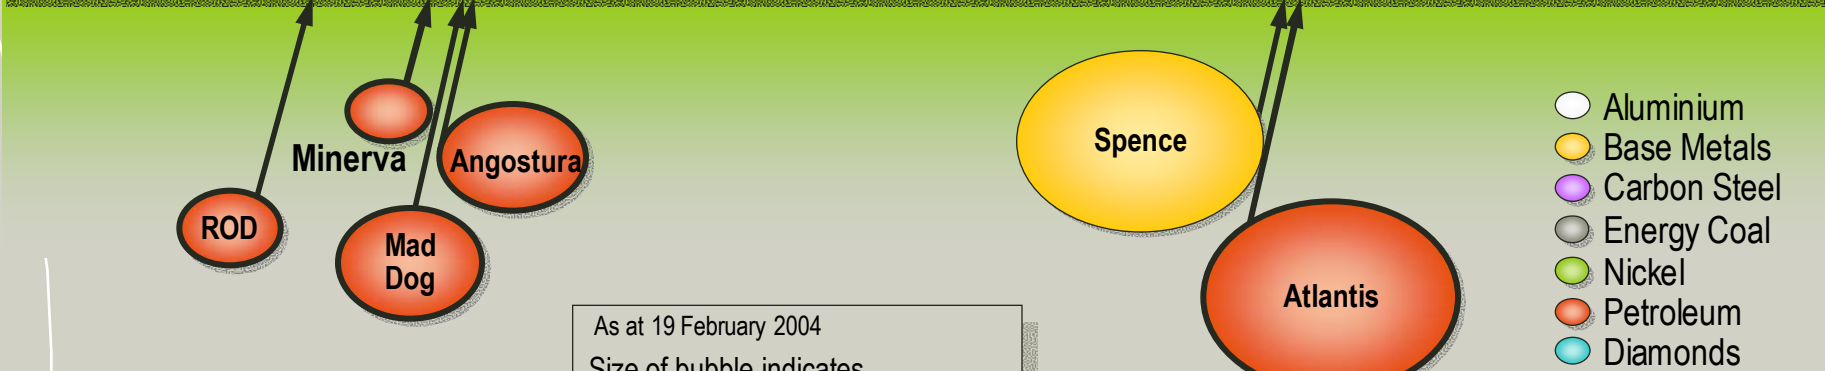 Minerva
Angostura
ROD
Mad
Dog
Spence
Atlantis
As at 19 February 2004
Size of bubble indicates
Aluminium
Base Metals
Carbon Steel
Energy Coal
Nickel
Petroleum
Diamonds